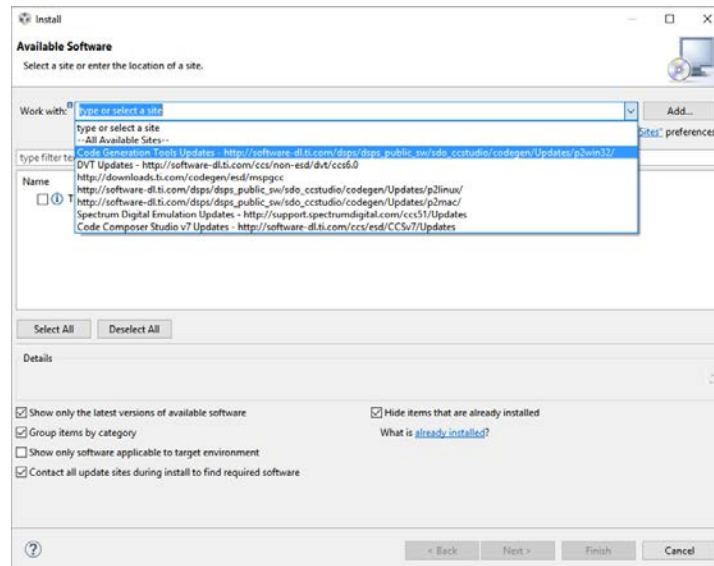 Install
Available Software
Select a site or enter the location of a site.
Work with: type or select a site
Add...
type or select a site
--All Available Sites--
Sites" preferences
Code Generation Tools Updates - http://software-dl.ti.com/dsps/dsps_public_sw/sdo_ccstudio/codegen/Updates/p2win32/
type filter te
DVT Updates - http://software-dl.ti.com/ccs/non-esd/dvt/ccs6.0
http://downloads.ti.com/codegen/esd/mspgcc
Name
http://software-dl.ti.com/dsps/dsps_public_sw/sdo_ccstudio/codegen/Updates/p2linux/
T
http://software-dl.ti.com/dsps/dsps_public_sw/sdo_ccstudio/codegen/Updates/p2mac/
Spectrum Digital Emulation Updates - http://support.spectrumdigital.com/ccs51/Updates
Code Composer Studio v7 Updates - http://software-dl.ti.com/ccs/esd/CCSv7/Updates
Select All Deselect All
Details
Show only the latest versions of available software
Hide items that are already installed
Group items by category
What is already installed?
Show only software applicable to target environment
Contact all update sites during install to find required software
< Back Next > Finish Cancel